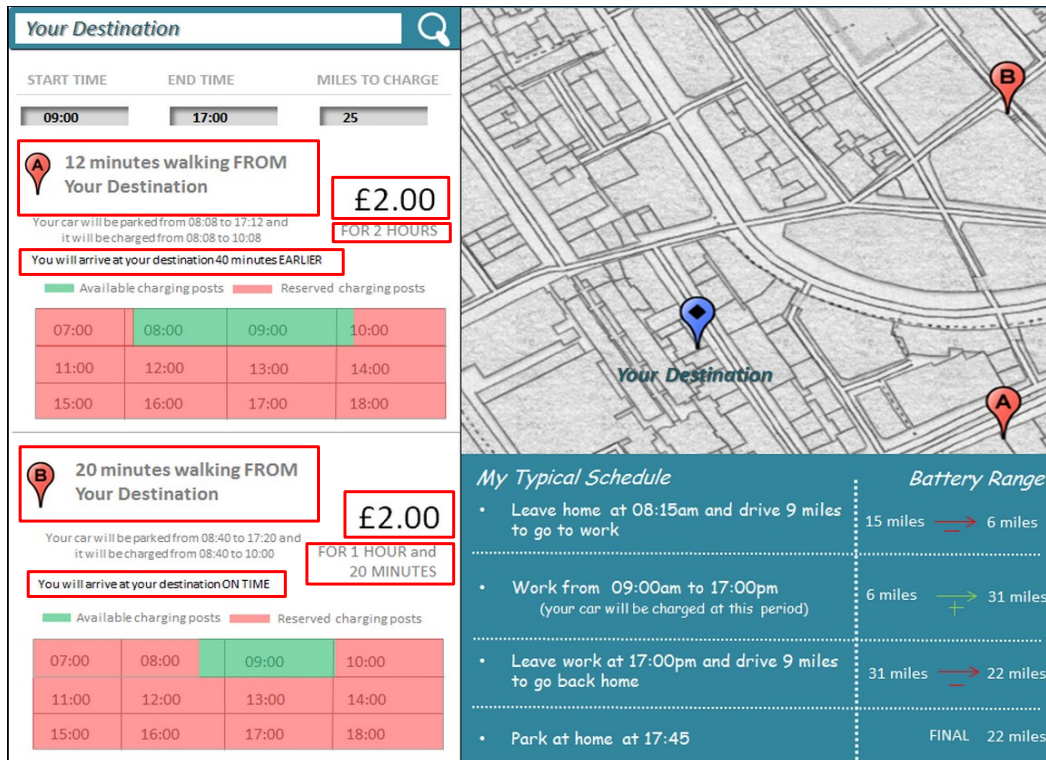 Your Destination
START TIME END TIME MILES TO CHARGE
09:00 17:00 25
A
12 minutes walking FROM
Your Destination
£2.00
FOR 2 HOURS
Your car will be parked from 08:08 to 17:12 and
it will be charged from 08:08 to 10:08
You will arrive at your destination 40 minutes EARLIER
Available charging posts Reserved charging posts
07:00 08:00 09:00 10:00
11:00 12:00 13:00 14:00
15:00 16:00 17:00 18:00
B
20 minutes walking FROM
Your Destination
£2.00
FOR 1 HOUR and
20 MINUTES
Your car will be parked from 08:40 to 17:20 and
it will be charged from 08:40 to 10:00
You will arrive at your destination ON TIME
Available charging posts Reserved charging posts
07:00 08:00 09:00 10:00
11:00 12:00 13:00 14:00
15:00 16:00 17:00 18:00
B
Your Destination
A
My Typical Schedule Battery Range
• Leave home at 08:15am and drive 9 miles
to go to work
15 miles 6 miles
• Work from 09:00am to 17:00pm
(your car will be charged at this period)
6 miles + 31 miles
• Leave work at 17:00pm and drive 9 miles
to go back home
31 miles 22 miles
• Park at home at 17:45
FINAL 22 miles